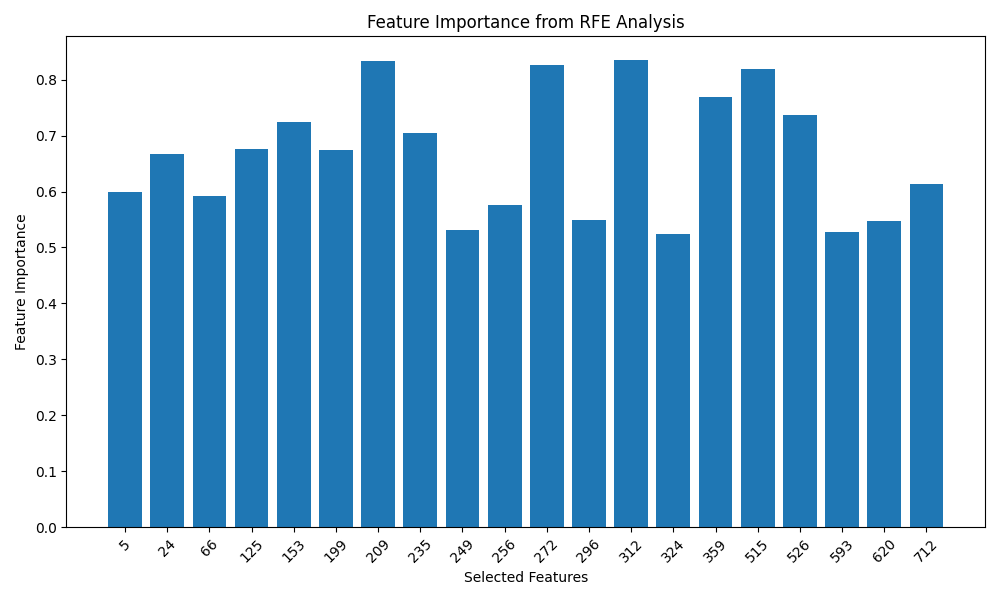 Feature Importance from RFE Analysis
Feature Importance
0.8
0.7
0.6
0.5
0.4
0.3
0.2
0.1
0.0
5 24 66 125 153 199 209 235 249 256 272 296 312 324 359 515 526 593 620 712
Selected Features